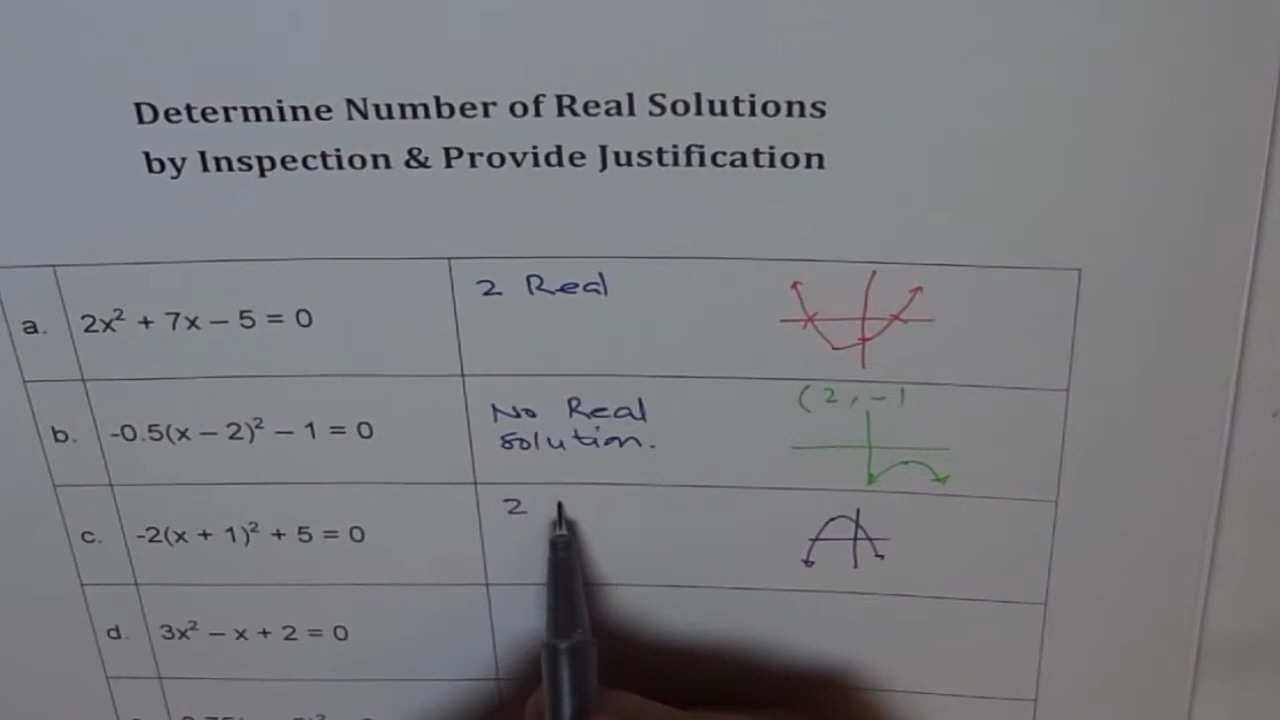 Determine Number of Real Solutions
by Inspection & Provide Justification
a. 2x² + 7x – 5 = 0 2 Real
b. -0.5(x – 2)² – 1 = 0 No Real
solution.
(2, -1
c. -2(x + 1)² + 5 = 0 2
d. 3x² – x + 2 = 0